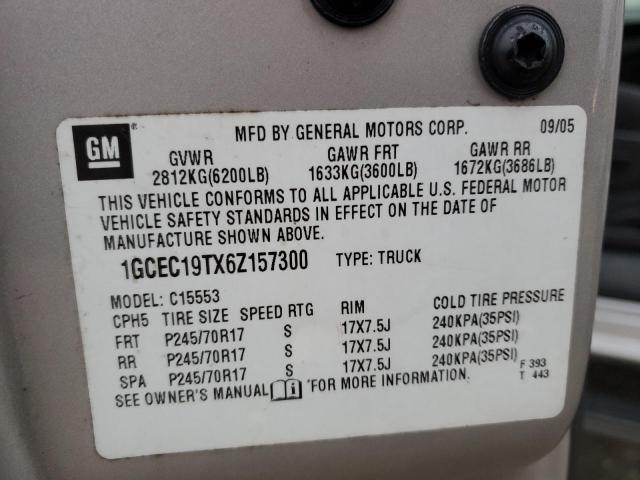 GM
MFD BY GENERAL MOTORS CORP. 09/05
GVWR GAWR FRT GAWR RR
2812KG(6200LB) 1633KG(3600LB) 1672KG(3686LB)
THIS VEHICLE CONFORMS TO ALL APPLICABLE U.S. FEDERAL MOTOR
VEHICLE SAFETY STANDARDS IN EFFECT ON THE DATE OF
MANUFACTURE SHOWN ABOVE.
1GCEC19TX6Z157300 TYPE: TRUCK
MODEL: C15553
CPH5 TIRE SIZE SPEED RTG RIM COLD TIRE PRESSURE
FRT P245/70R17 S 17X7.5J 240KPA(35PSI)
RR P245/70R17 S 17X7.5J 240KPA(35PSI)
SPA P245/70R17 S 17X7.5J 240KPA(35PSI)
SEE OWNER'S MANUAL FOR MORE INFORMATION.
F 393
T 443